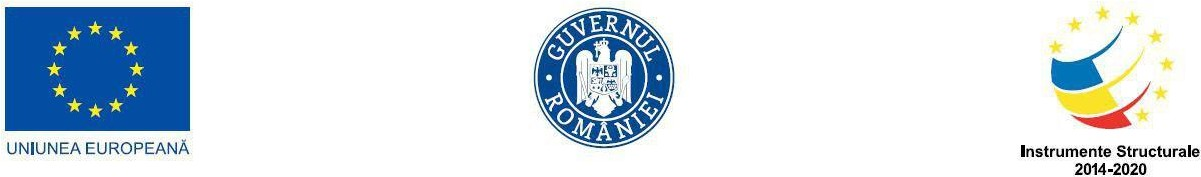 UNIUNEA EUROPEANĂ
GUVERNUL
ROMÂNIEI
Instrumente Structurale
2014-2020